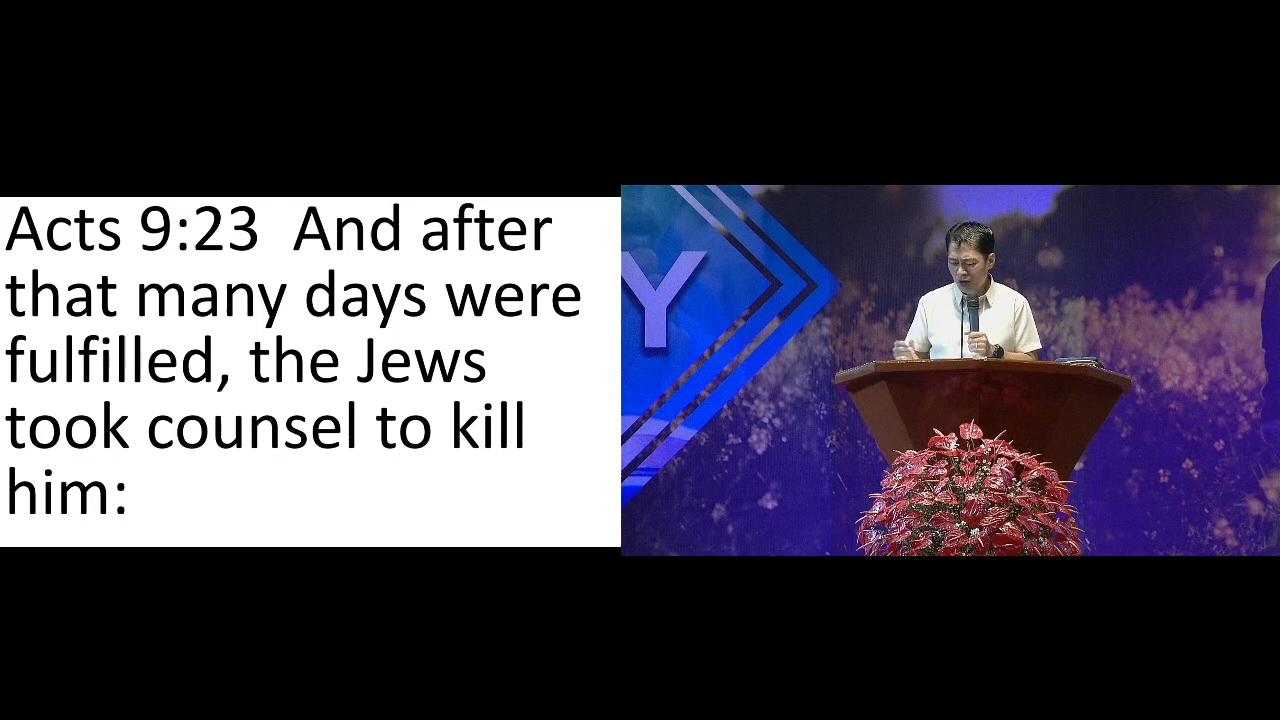 Acts 9:23  And after
that many days were
fulfilled, the Jews
took counsel to kill
him:
Y